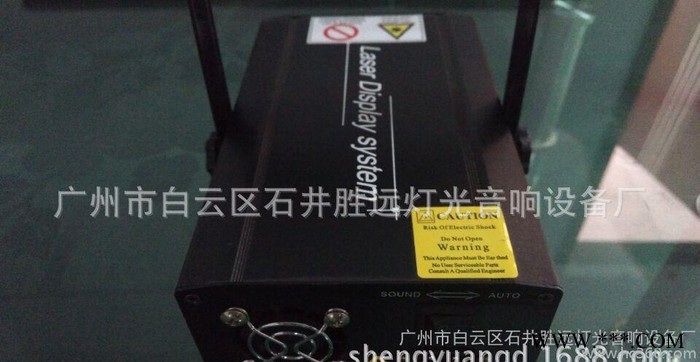 Laser Display system
广州市白云区石井胜远灯光音响设备厂
CAUTION
Risk Of Electric Shock
Do Not Open
Warning
This Appliance Must Be Earthed
No User Serviceable Parts
Consult A Qualified Engineer
SOUND AUTO
广州市白云区石井胜远灯光音响设备厂
shengyuangd.1688